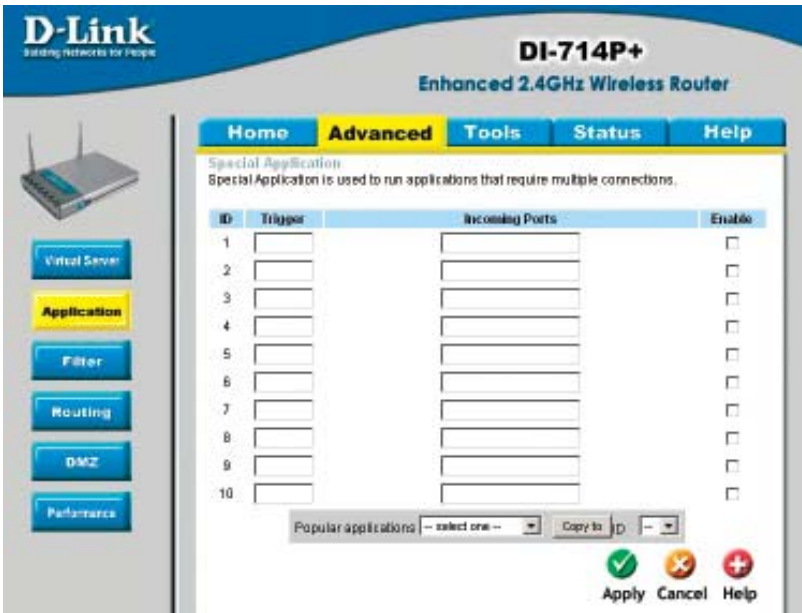 D-Link
Building Networks for People
DI-714P+
Enhanced 2.4GHz Wireless Router
Home Advanced Tools Status Help
Special Application
Special Application is used to run applications that require multiple connections.
ID Trigger Incoming Ports Enable
1
2
3
4
5
6
7
8
9
10
Virtual Server
Application
Filter
Routing
DMZ
Performance
Popular applications -- select one -- Copy to ID --
Apply Cancel Help